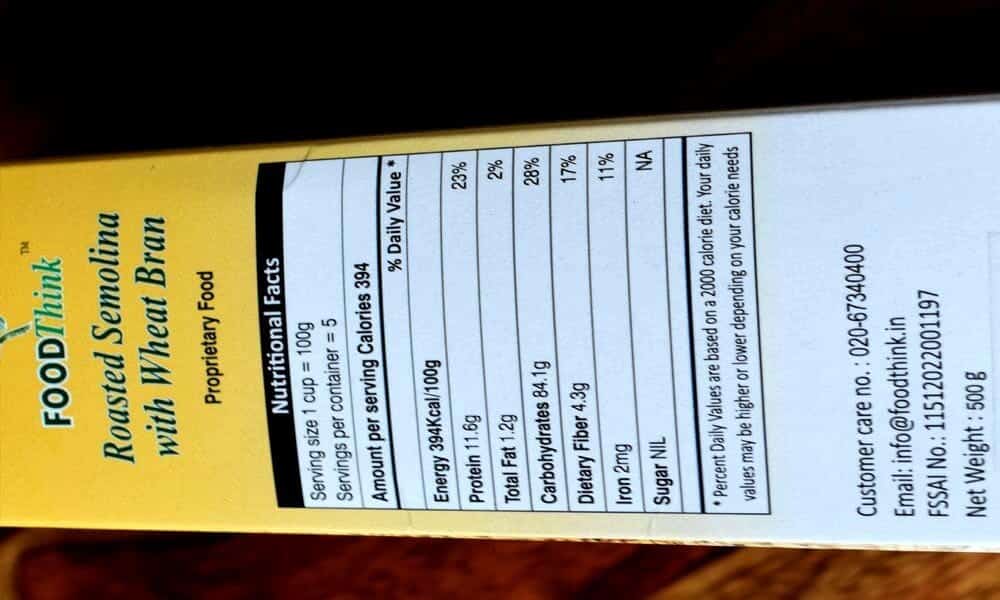 FOODThink™
Roasted Semolina
with Wheat Bran
Proprietary Food
Nutritional Facts
Serving size 1 cup = 100g
Servings per container = 5
Amount per serving Calories 394
% Daily Value *
Energy 394Kcal/100g
Protein 11.6g 23%
Total Fat 1.2g 2%
Carbohydrates 84.1g 28%
Dietary Fiber 4.3g 17%
Iron 2mg 11%
Sugar NIL NA
* Percent Daily Values are based on a 2000 calorie diet. Your daily
values may be higher or lower depending on your calorie needs
Customer care no. : 020-67340400
Email: info@foodthink.in
FSSAI No.: 11512022001197
Net Weight : 500 g